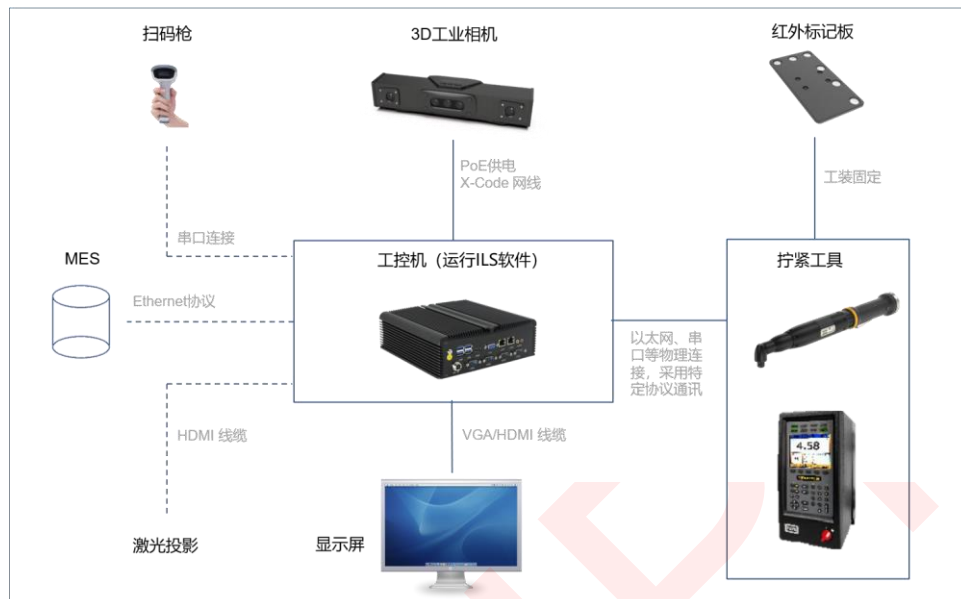 扫码枪
3D工业相机
红外标记板
PoE供电
X-Code 网线
工装固定
串口连接
MES
工控机（运行ILS软件）
拧紧工具
Ethernet协议
以太网、串
口等物理连
接，采用特
定协议通讯
HDMI 线缆
VGA/HDMI 线缆
4.58
激光投影
显示屏